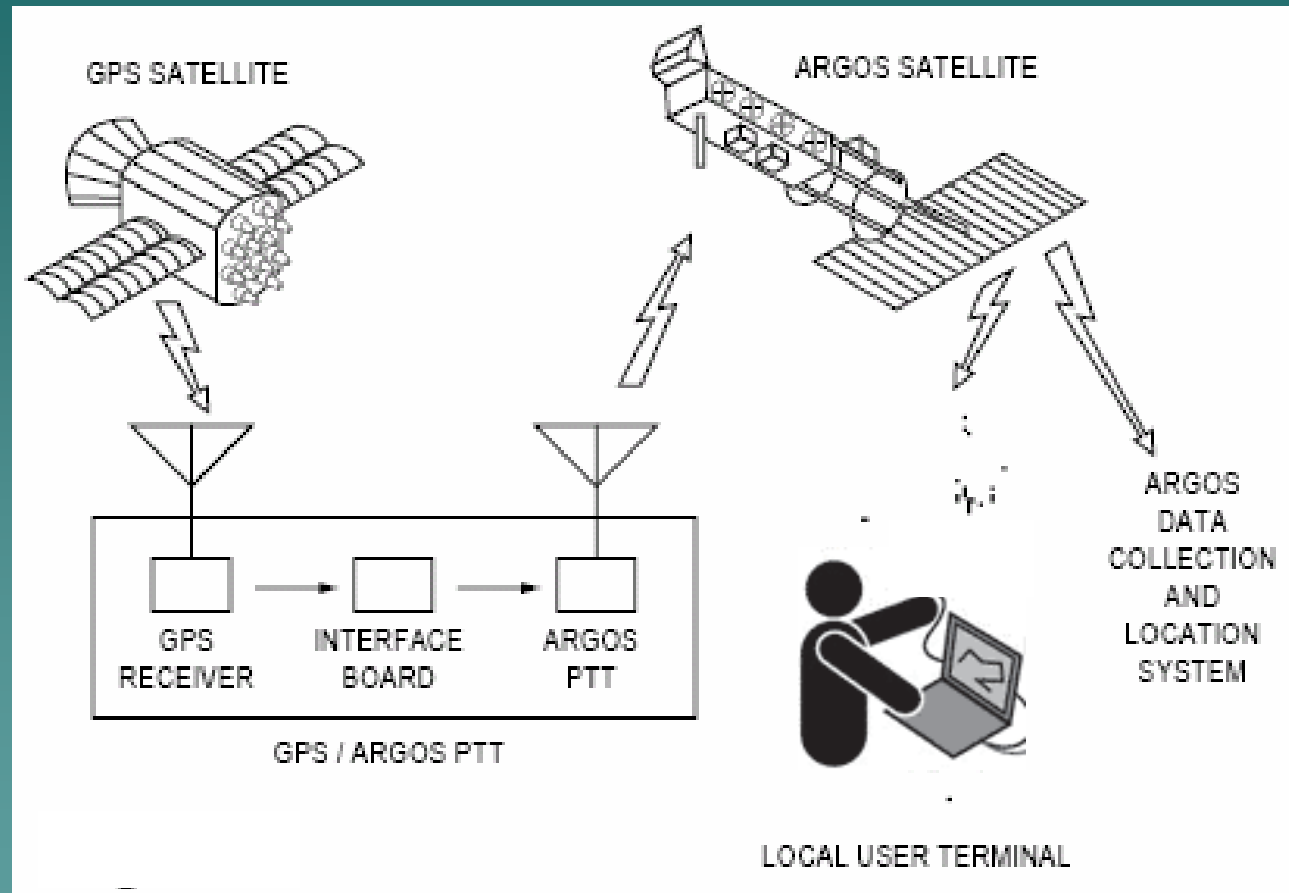 GPS SATELLITE
ARGOS SATELLITE
GPS
RECEIVER
INTERFACE
BOARD
ARGOS
PTT
GPS / ARGOS PTT
ARGOS
DATA
COLLECTION
AND
LOCATION
SYSTEM
LOCAL USER TERMINAL